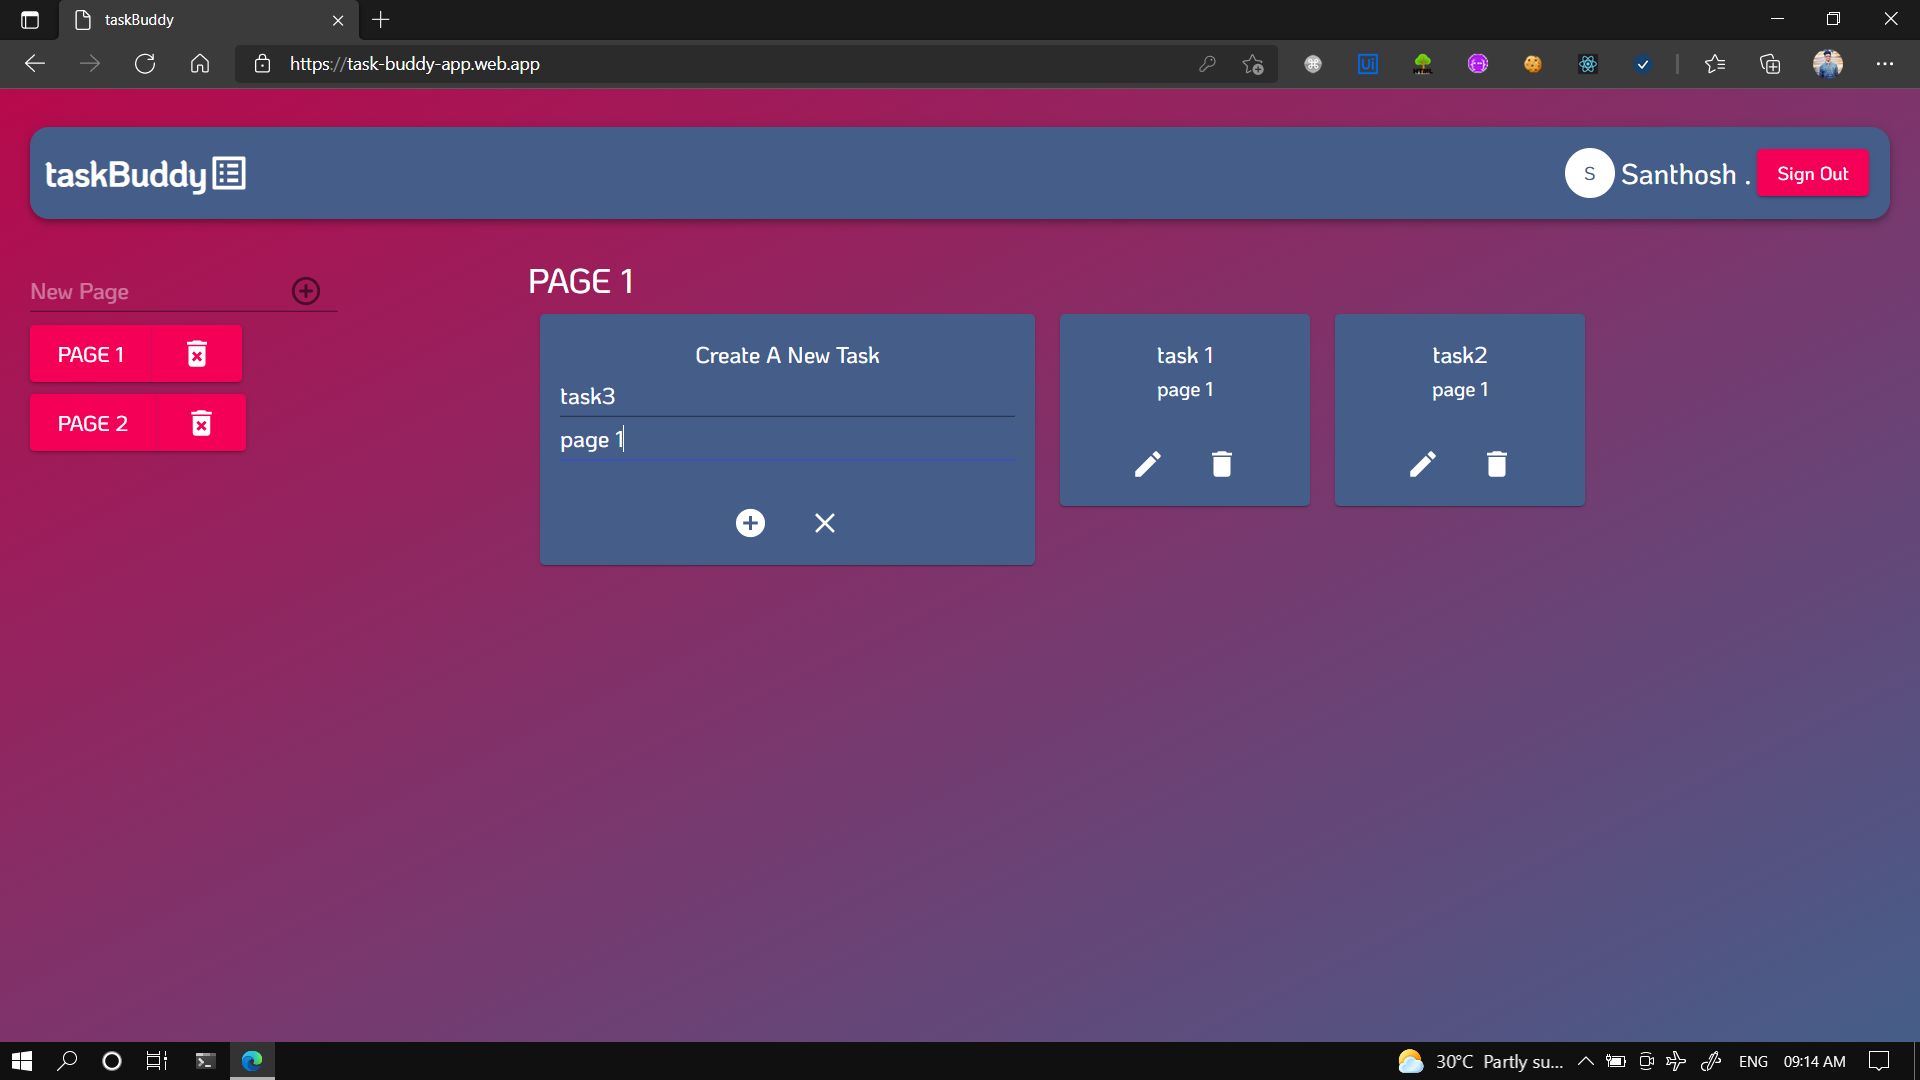 taskBuddy
https://task-buddy-app.web.app
Ui
taskBuddy
S Santhosh . Sign Out
New Page
PAGE 1
PAGE 2
PAGE 1
Create A New Task
task3
page 1
task 1
page 1
task2
page 1
30°C Partly su... ENG 09:14 AM